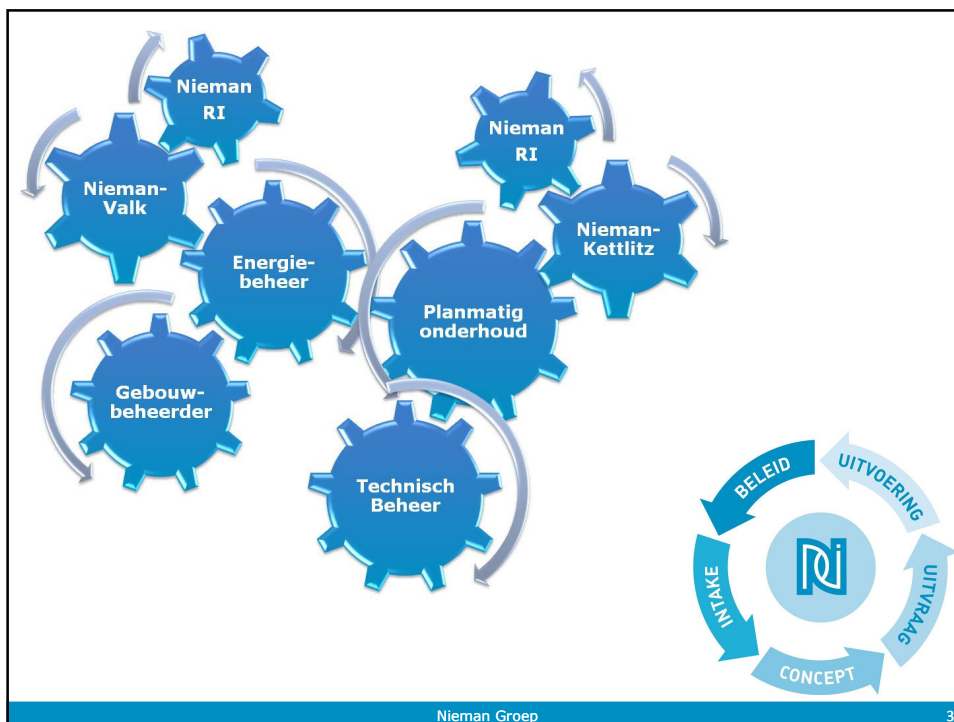 Nieman
RI
Nieman-
Valk
Energie-
beheer
Gebouw-
beheerder
Nieman
RI
Nieman-
Kettlitz
Planmatig
onderhoud
Technisch
Beheer
BELEID
INTAKE
CONCEPT
UITVRAAG
UITVOERING
Nieman Groep
3